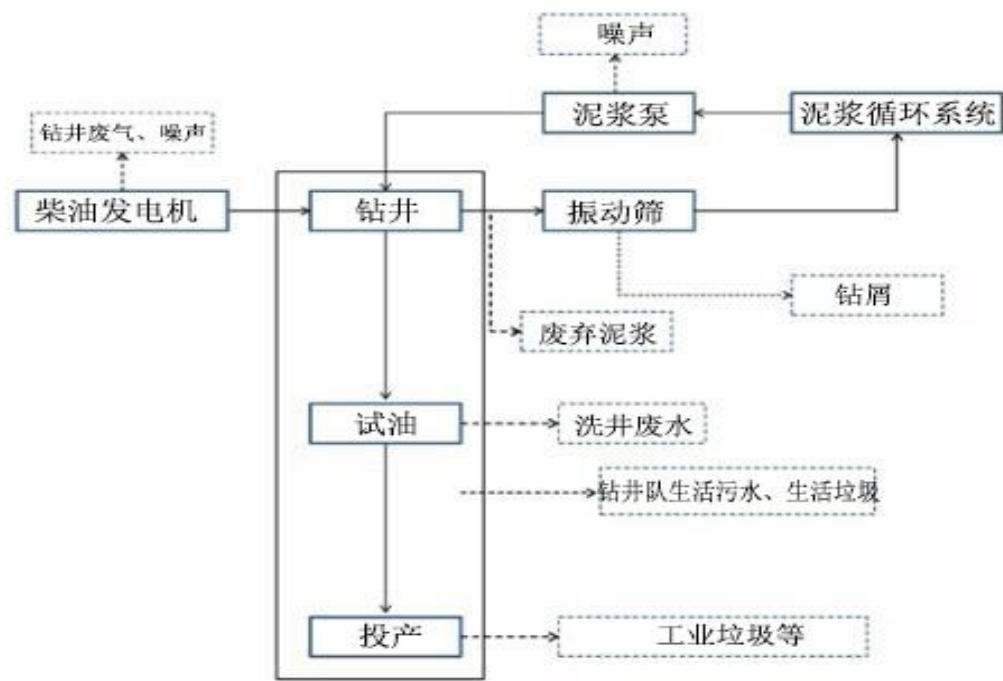 噪声
泥浆泵
泥浆循环系统
钻井废气、噪声
柴油发电机
钻井
振动筛
钻屑
废弃泥浆
试油
洗井废水
钻井队生活污水、生活垃圾
投产
工业垃圾等